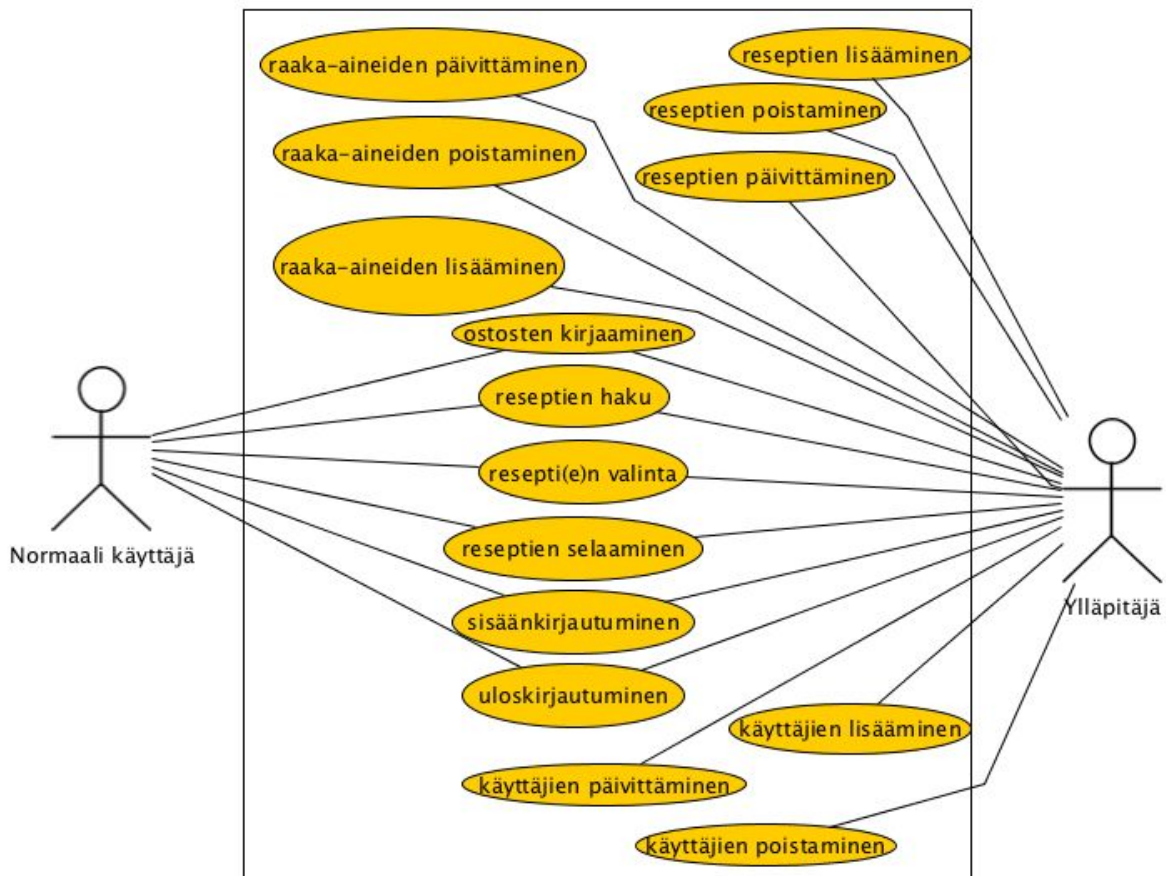 raaka-aineiden päivittäminen
reseptien lisääminen
reseptien poistaminen
raaka-aineiden poistaminen
reseptien päivittäminen
raaka-aineiden lisääminen
ostosten kirjaaminen
reseptien haku
resepti(e)n valinta
reseptien selaaminen
Normaali käyttäjä
Ylläpitäjä
sisäänkirjautuminen
uloskirjautuminen
käyttäjien lisääminen
käyttäjien päivittäminen
käyttäjien poistaminen